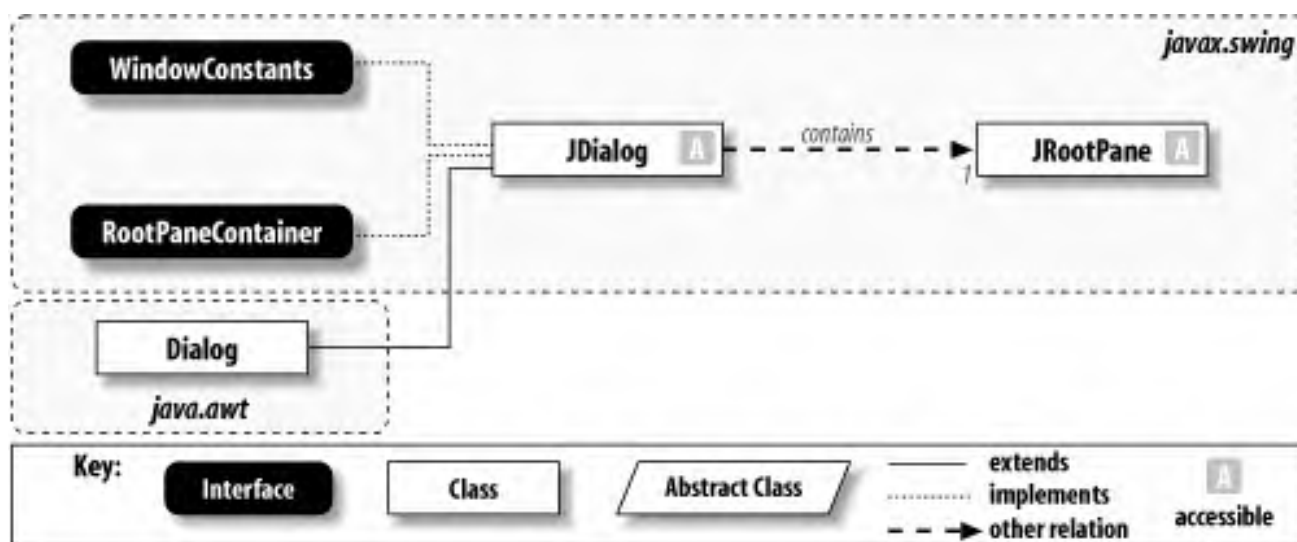 javax.swing
WindowConstants
JDialog A
contains
1
JRootPane A
RootPaneContainer
Dialog
java.awt
Key:
Interface
Class
Abstract Class
extends
implements
other relation
A
accessible